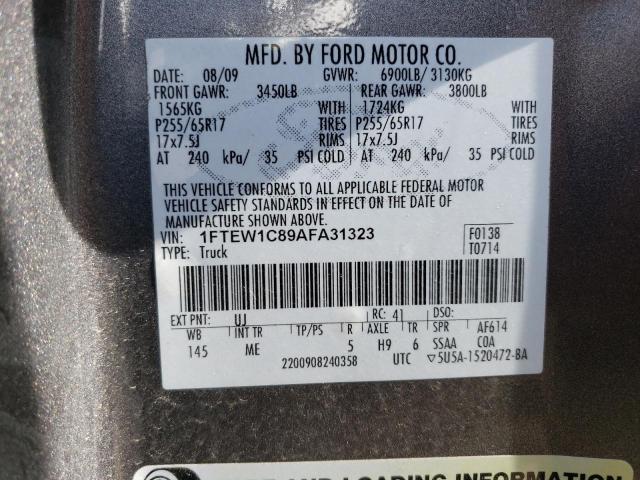 MFD. BY FORD MOTOR CO.
DATE: 08/09 GVWR: 6900LB/ 3130KG
FRONT GAWR: 3450LB REAR GAWR: 3800LB
1565KG WITH 1724KG WITH
P255/65R17 TIRES P255/65R17 TIRES
17x7.5J RIMS 17x7.5J RIMS
AT 240 kPa/ 35 PSI COLD AT 240 kPa/ 35 PSI COLD
THIS VEHICLE CONFORMS TO ALL APPLICABLE FEDERAL MOTOR
VEHICLE SAFETY STANDARDS IN EFFECT ON THE DATE OF
MANUFACTURE SHOWN ABOVE.
VIN: 1FTEW1C89AFA31323 F0138
TYPE: Truck T0714
EXT PNT: UJ RC: 41 DSO:
WB INT TR TP/PS R AXLE TR SPR AF614
145 ME 5 H9 6 SSAA COA
2200908240358 UTC ▽5U5A-1520472-BA
AND LOADING INFORMATION